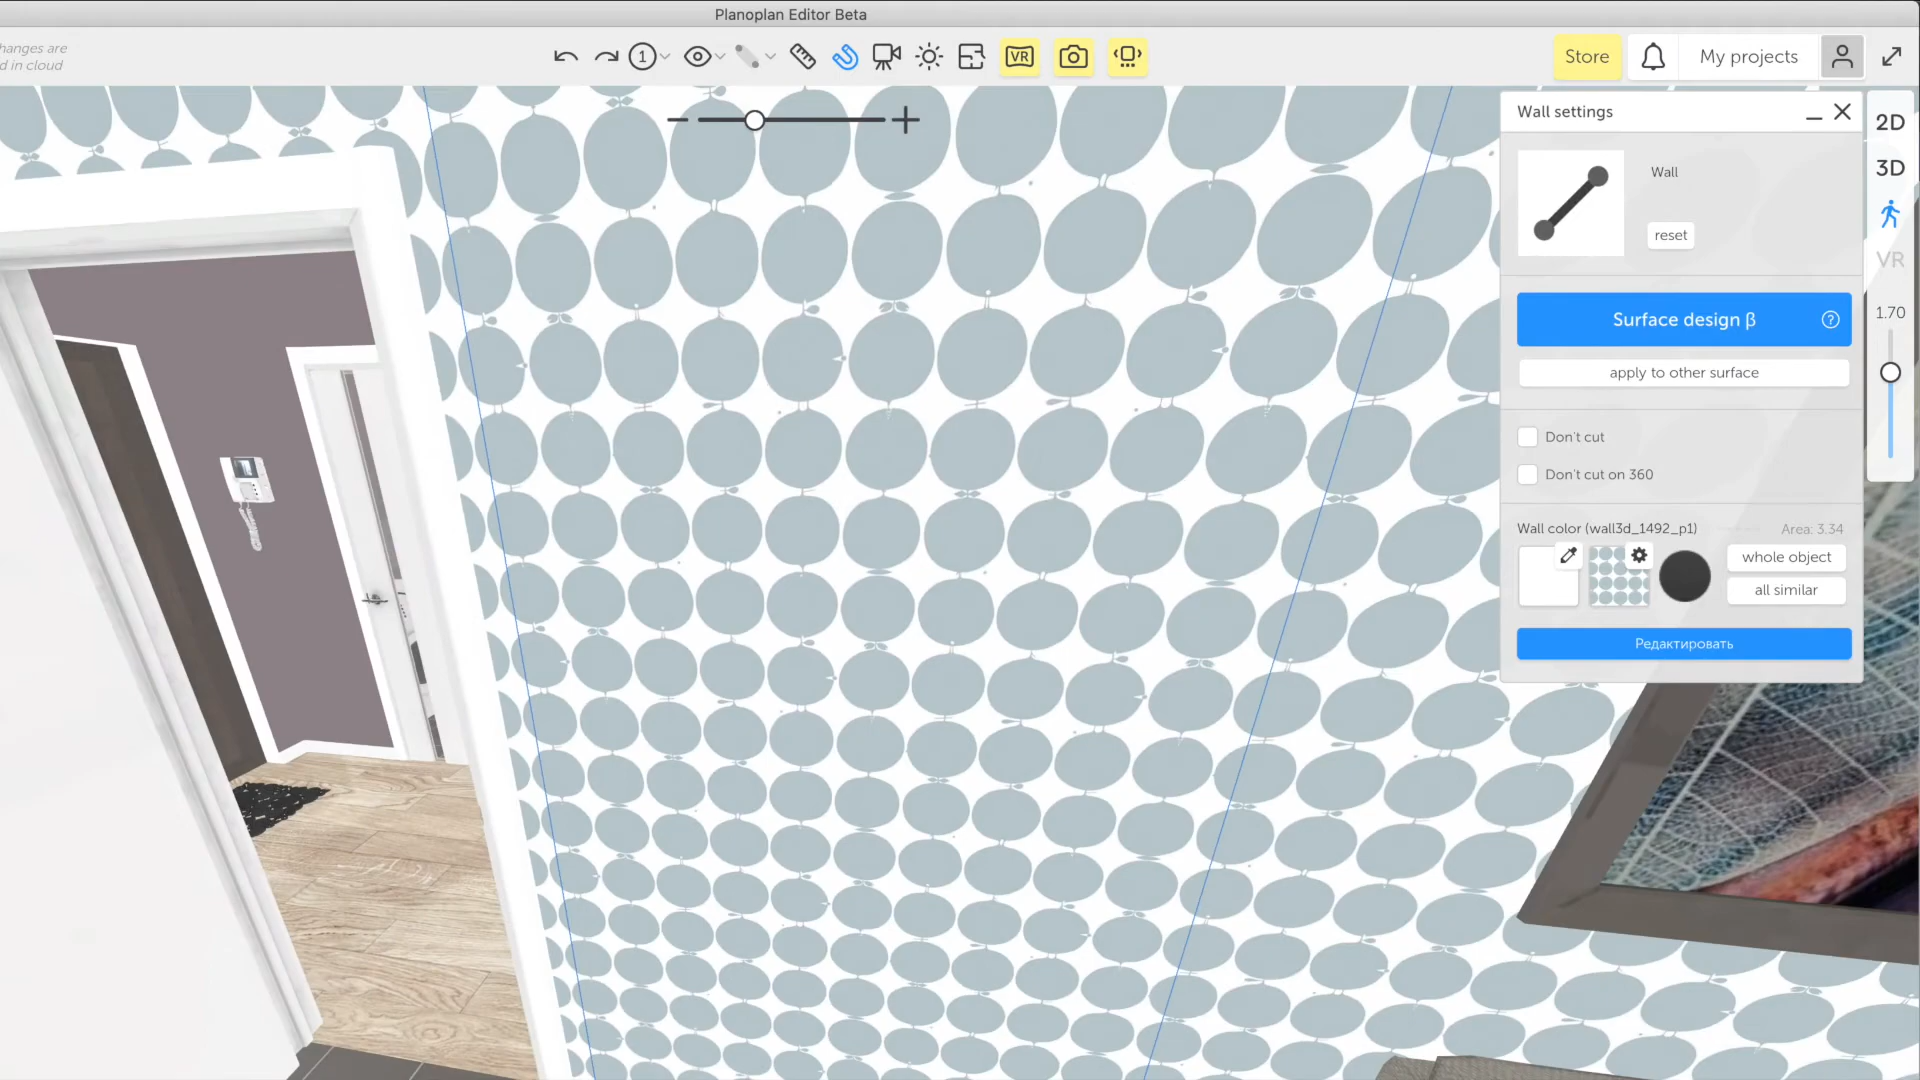 Planoplan Editor Beta
hanges are
d in cloud
1
VR
Store
My projects
Wall settings
Wall
reset
Surface design β
?
apply to other surface
Don't cut
Don't cut on 360
Wall color (wall3d_1492_p1)
Area: 3.34
whole object
all similar
Редактировать
2D
3D
VR
1.70